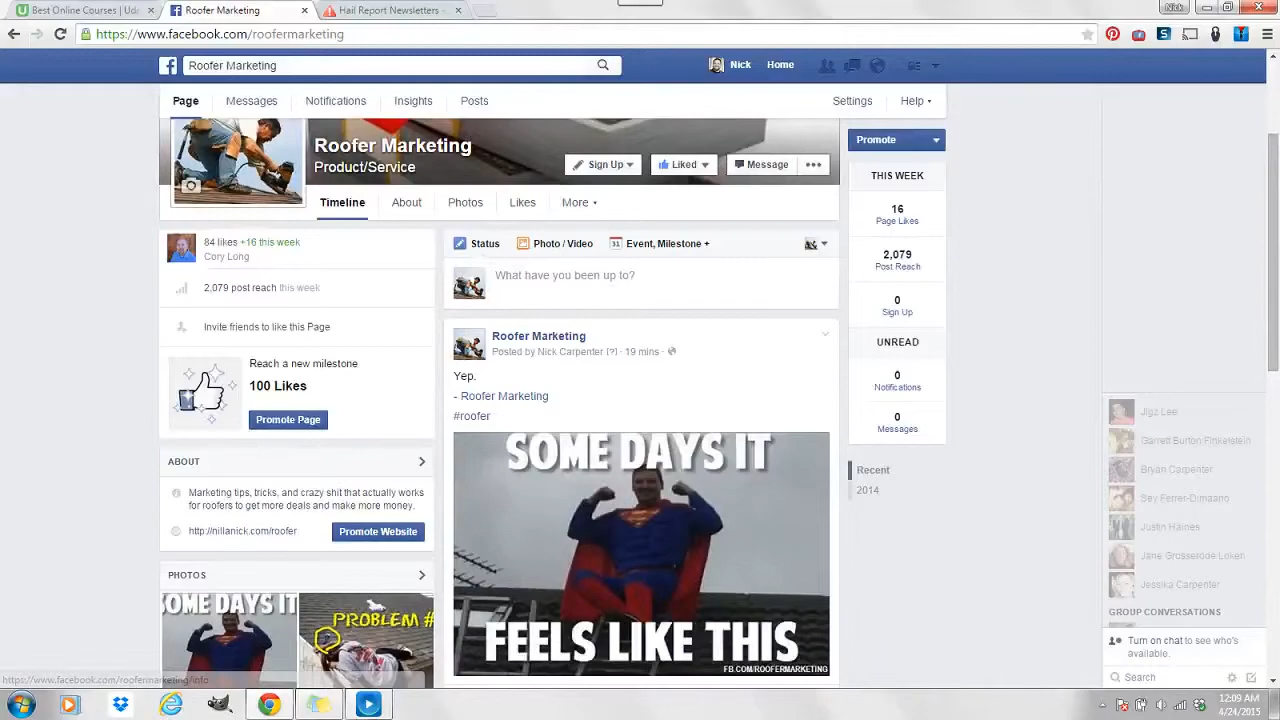 Best Online Courses | Ude
Roofer Marketing
Hail Report Newsletters -
Nick
https://www.facebook.com/roofermarketing
Roofer Marketing
Nick
Home
Page
Messages
Notifications
Insights
Posts
Settings
Help
Roofer Marketing
Product/Service
Sign Up
Liked
Message
Promote
Timeline
About
Photos
Likes
More
THIS WEEK
16
Page Likes
2,079
Post Reach
0
Sign Up
UNREAD
0
Notifications
0
Messages
Recent
2014
84 likes +16 this week
Cory Long
2,079 post reach this week
Invite friends to like this Page
Reach a new milestone
100 Likes
Promote Page
ABOUT
Marketing tips, tricks, and crazy shit that actually works
for roofers to get more deals and make more money.
http://nillanick.com/roofer
Promote Website
PHOTOS
SOME DAYS IT
PROBLEM #
Status
Photo / Video
Event, Milestone +
What have you been up to?
Roofer Marketing
Posted by Nick Carpenter [?] · 19 mins ·
Yep.
- Roofer Marketing
#roofer
SOME DAYS IT
FEELS LIKE THIS
FB.COM/ROOFERMARKETING
Jigz Lee
Garrett Burton Finkelstein
Bryan Carpenter
Sey Ferrer-Dimaano
Justin Haines
Jane Grosserode Loken
Jessika Carpenter
GROUP CONVERSATIONS
Turn on chat to see who's
available.
Search
https://www.facebook.com/roofermarketing/info
12:09 AM
4/24/2015